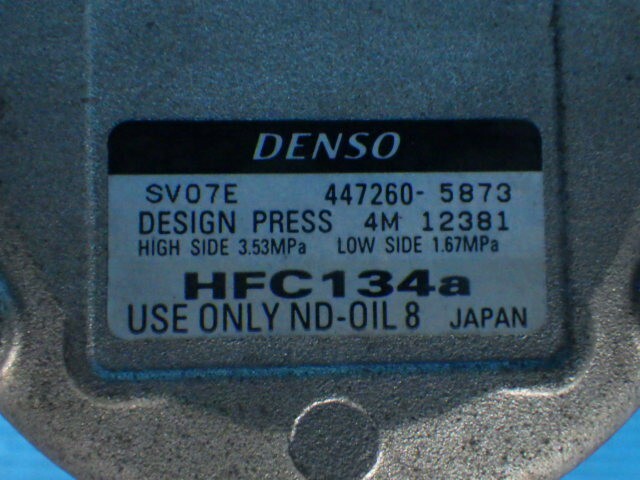 DENSO
SV07E 447260-5873
DESIGN PRESS 4M 12381
HIGH SIDE 3.53MPa LOW SIDE 1.67MPa
HFC134a
USE ONLY ND-OIL 8 JAPAN